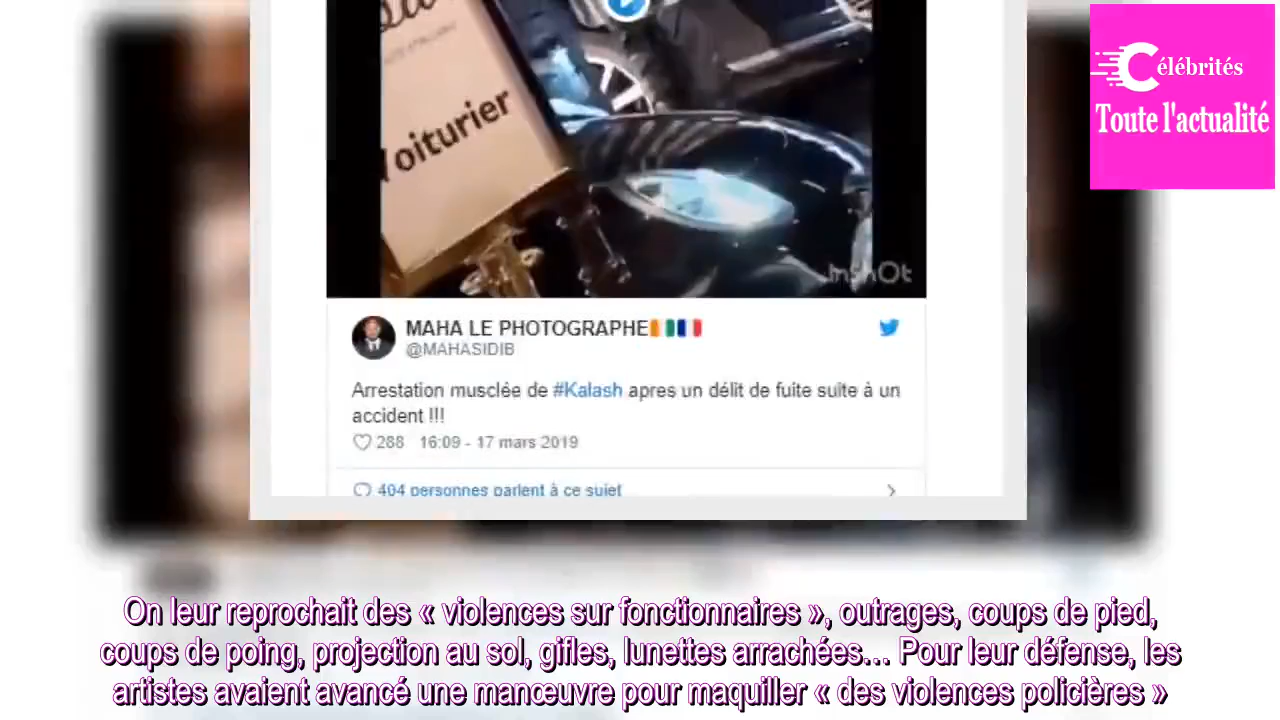 Voiturier
InShOt
Célébrités
Toute l'actualité
MAHA LE PHOTOGRAPHE
@MAHASIDIB
Arrestation musclée de #Kalash apres un délit de fuite suite à un
accident !!!
288 16:09 - 17 mars 2019
404 personnes parlent à ce sujet
On leur reprochait des « violences sur fonctionnaires », outrages, coups de pied,
coups de poing, projection au sol, gifles, lunettes arrachées... Pour leur défense, les
artistes avaient avancé une manœuvre pour maquiller « des violences policières »